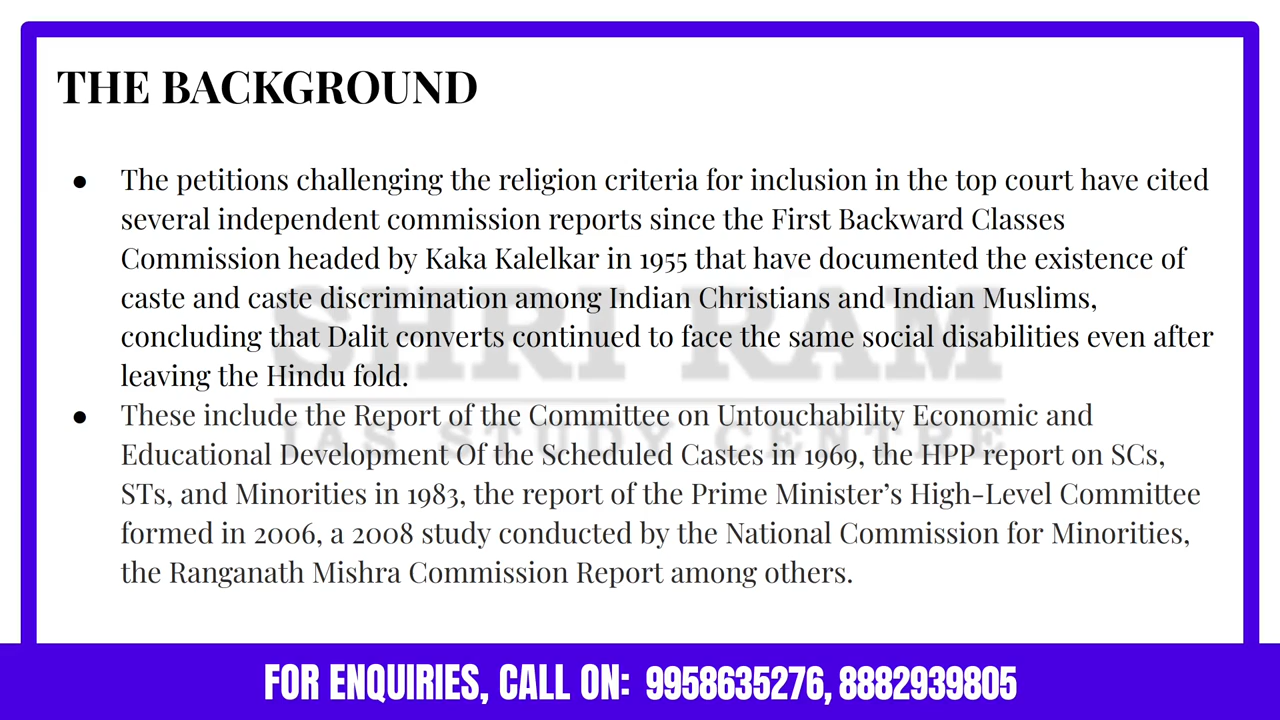 THE BACKGROUND
● The petitions challenging the religion criteria for inclusion in the top court have cited
several independent commission reports since the First Backward Classes
Commission headed by Kaka Kalelkar in 1955 that have documented the existence of
caste and caste discrimination among Indian Christians and Indian Muslims,
concluding that Dalit converts continued to face the same social disabilities even after
leaving the Hindu fold.
● These include the Report of the Committee on Untouchability Economic and
Educational Development Of the Scheduled Castes in 1969, the HPP report on SCs,
STs, and Minorities in 1983, the report of the Prime Minister’s High-Level Committee
formed in 2006, a 2008 study conducted by the National Commission for Minorities,
the Ranganath Mishra Commission Report among others.
SHRI RAM
IAS STUDY CENTRE
FOR ENQUIRIES, CALL ON: 9958635276, 8882939805